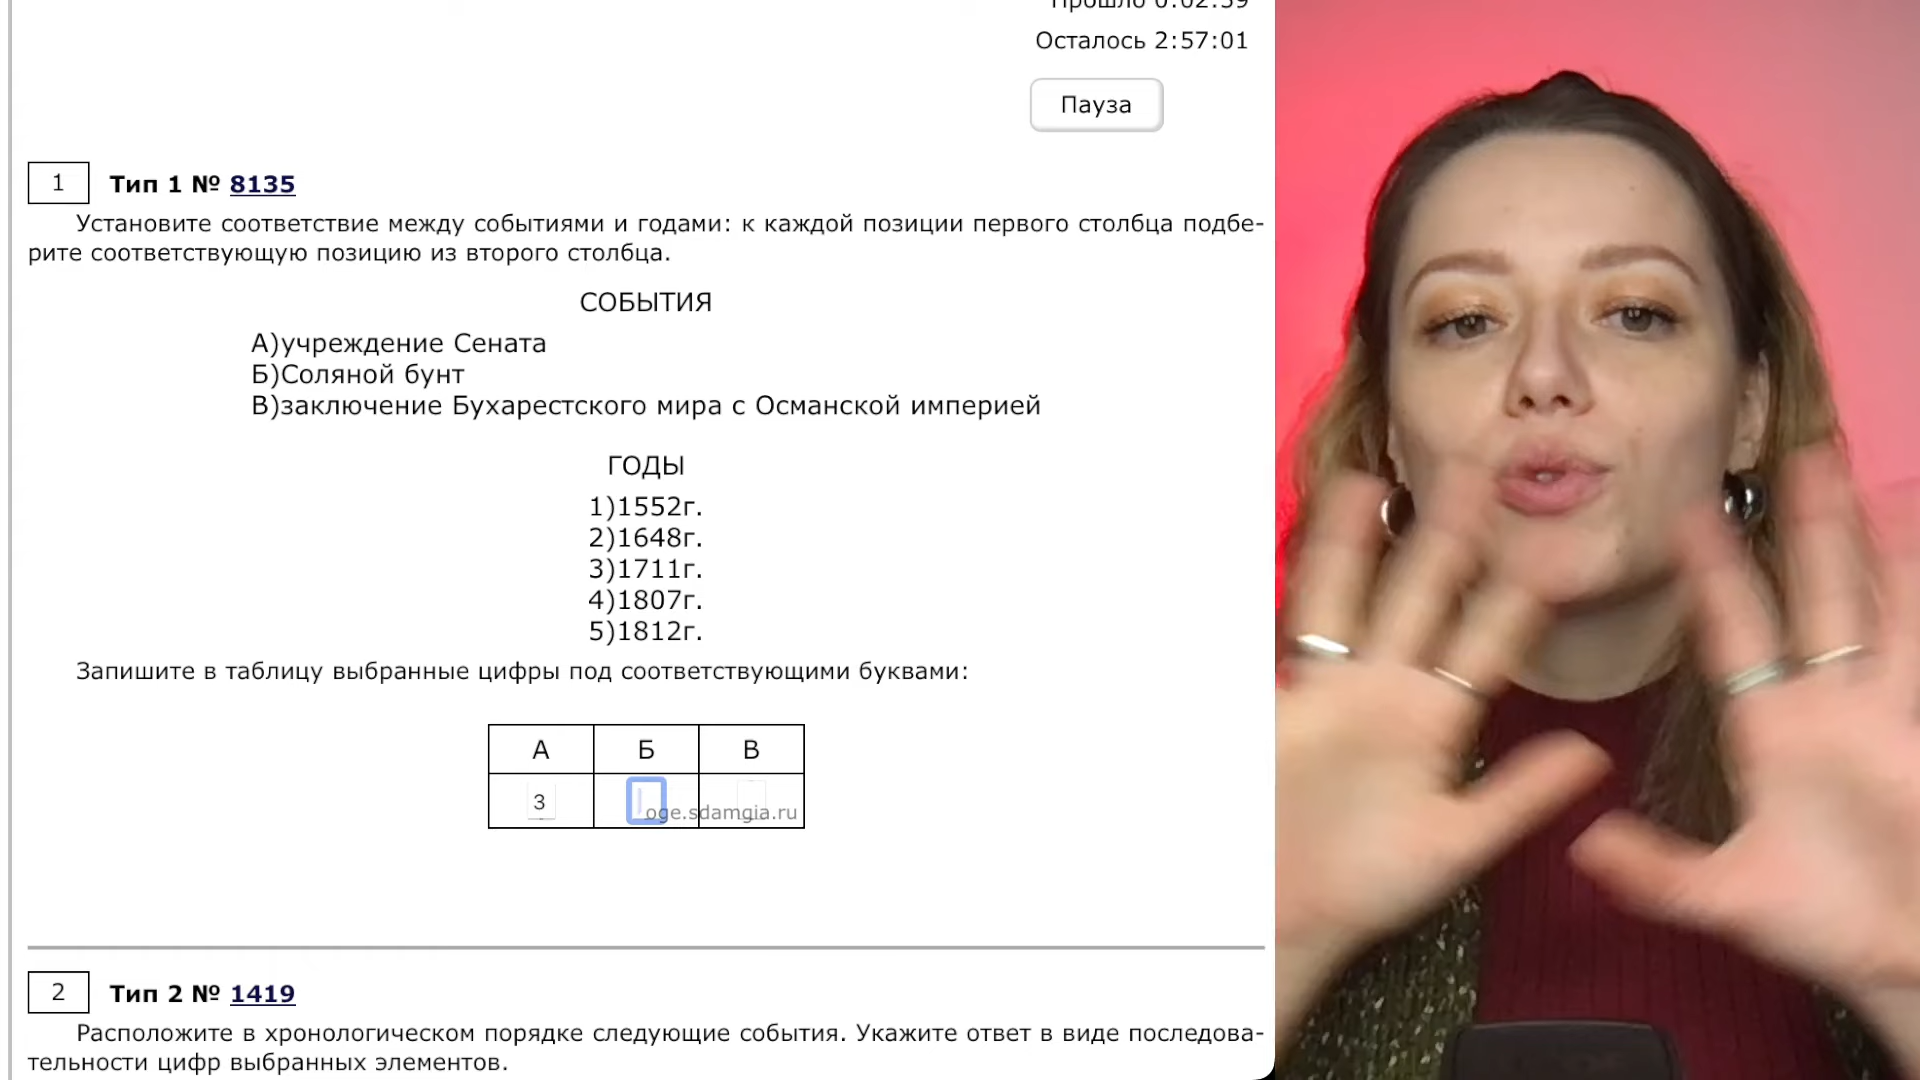 Прошло 0:02:59
Осталось 2:57:01
Пауза
1 Тип 1 № 8135
Установите соответствие между событиями и годами: к каждой позиции первого столбца подбе-
рите соответствующую позицию из второго столбца.
СОБЫТИЯ
А)учреждение Сената
Б)Соляной бунт
В)заключение Бухарестского мира с Османской империей
ГОДЫ
1)1552г.
2)1648г.
3)1711г.
4)1807г.
5)1812г.
Запишите в таблицу выбранные цифры под соответствующими буквами:
А Б В
3
oge.sdamgia.ru
2 Тип 2 № 1419
Расположите в хронологическом порядке следующие события. Укажите ответ в виде последова-
тельности цифр выбранных элементов.